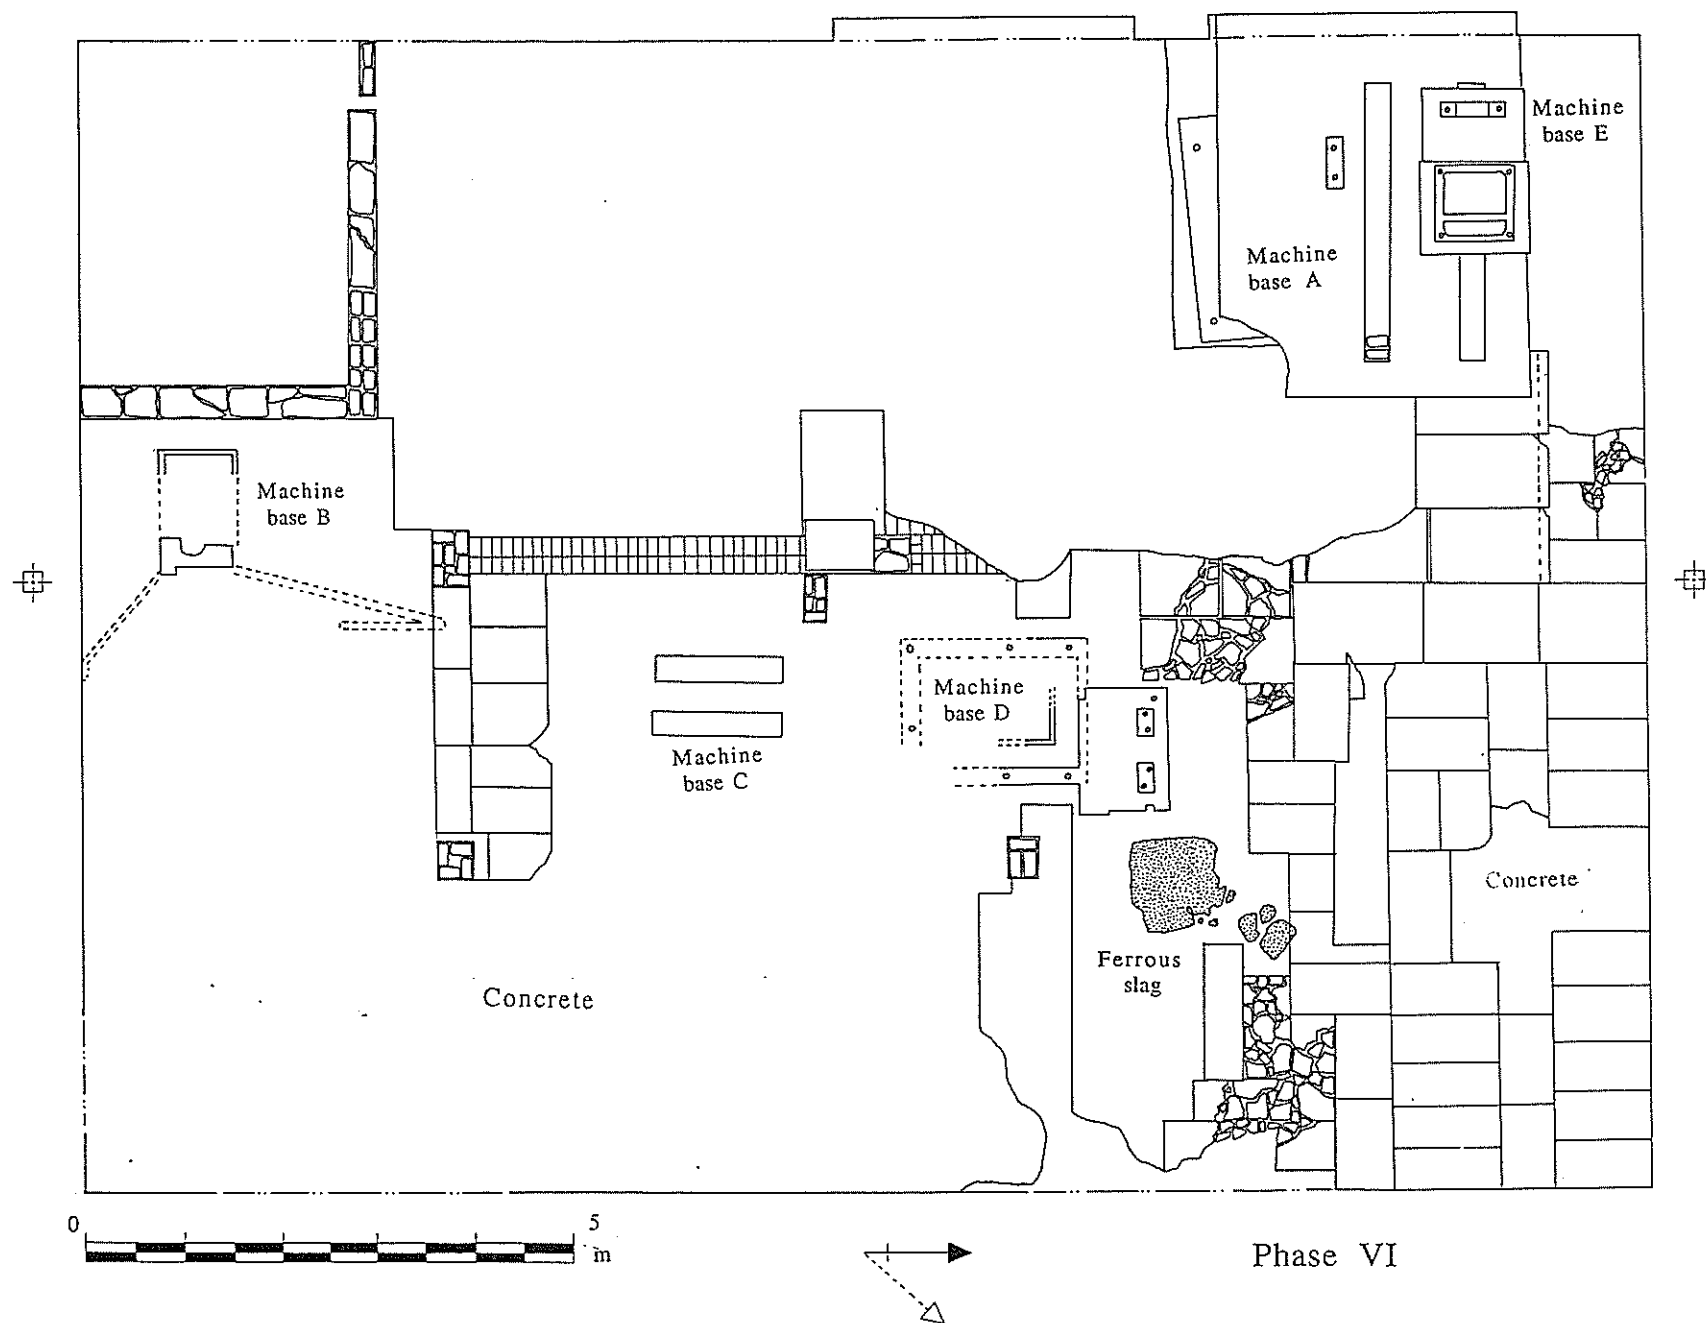 Machine
base E
Machine
base A
Machine
base B
Machine
base D
Machine
base C
Concrete
Ferrous
slag
Concrete
0
5
m
Phase VI